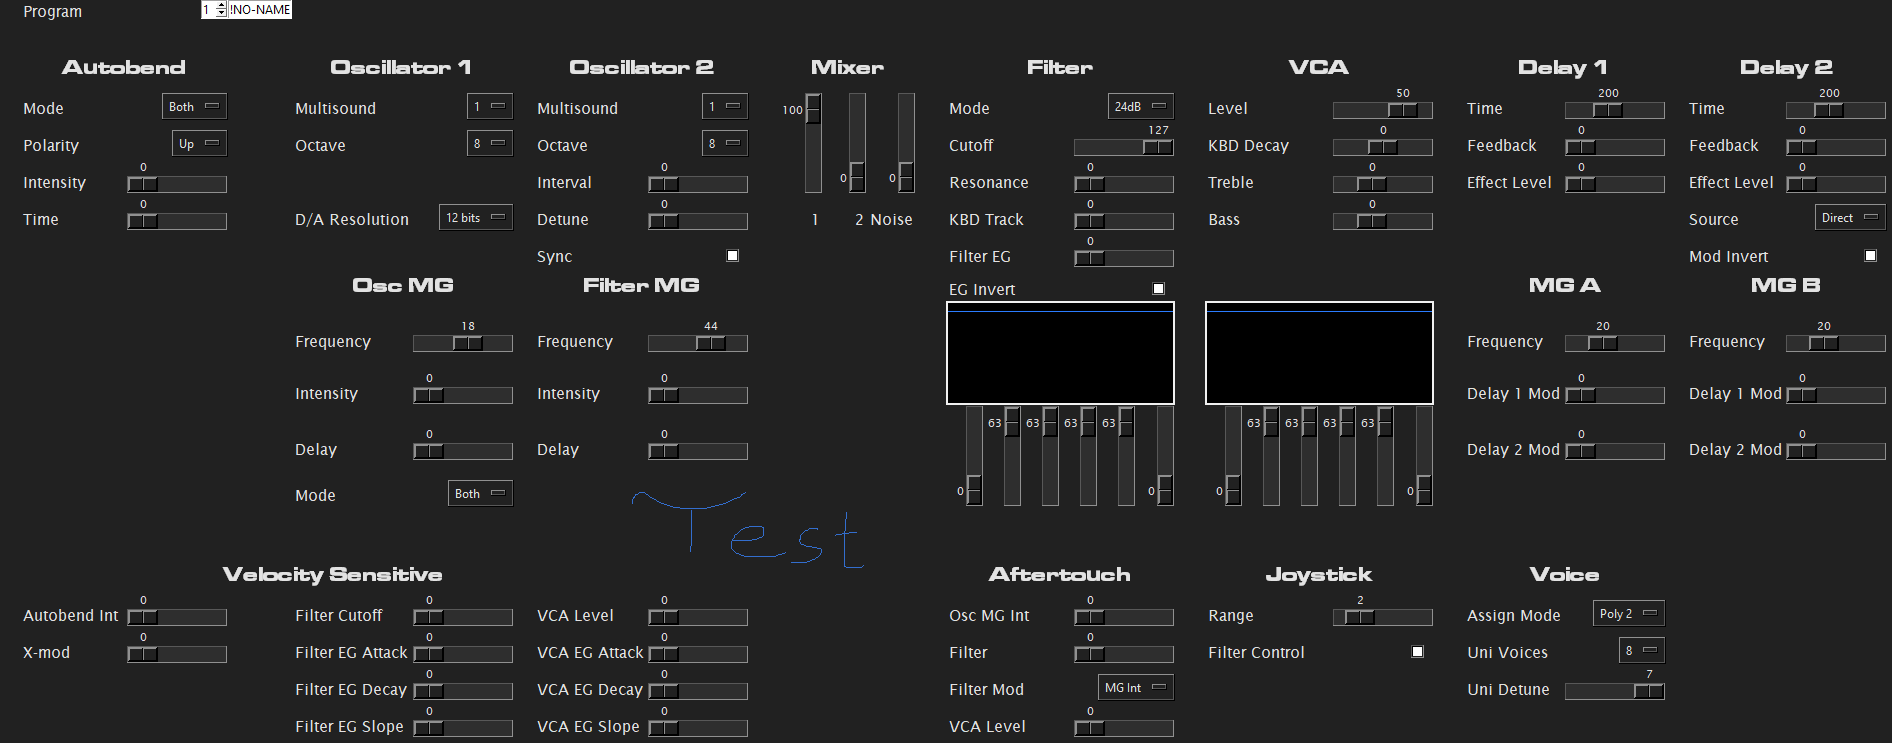 Program 1 !NO-NAME
Autobend Oscillator 1 Oscillator 2 Mixer Filter VCA Delay 1 Delay 2
Mode Both Multisound 1 Multisound 1 100 Mode 24dB Level 50 Time 200 Time 200
Polarity Up Octave 8 Octave 8 Cutoff 127 KBD Decay 0 Feedback 0 Feedback 0
Intensity 0 Interval 0 0 0 Resonance 0 Treble 0 Effect Level 0 Effect Level 0
Time 0 D/A Resolution 12 bits Detune 0 1 2 Noise KBD Track 0 Bass 0 Source Direct
Sync Filter EG 0 Mod Invert
Osc MG Filter MG EG Invert MG A MG B
Frequency 18 Frequency 44 Frequency 20 Frequency 20
Intensity 0 Intensity 0 Delay 1 Mod 0 Delay 1 Mod 0
63 63 63 63 63 63 63 63
Delay 0 Delay 0 Delay 2 Mod 0 Delay 2 Mod 0
Mode Both 0 0 0 0
Test
Velocity Sensitive Aftertouch Joystick Voice
Autobend Int 0 Filter Cutoff 0 VCA Level 0 Osc MG Int 0 Range 2 Assign Mode Poly 2
X-mod 0 Filter EG Attack 0 VCA EG Attack 0 Filter 0 Filter Control Uni Voices 8
Filter EG Decay 0 VCA EG Decay 0 Filter Mod MG Int Uni Detune 7
Filter EG Slope 0 VCA EG Slope 0 VCA Level 0